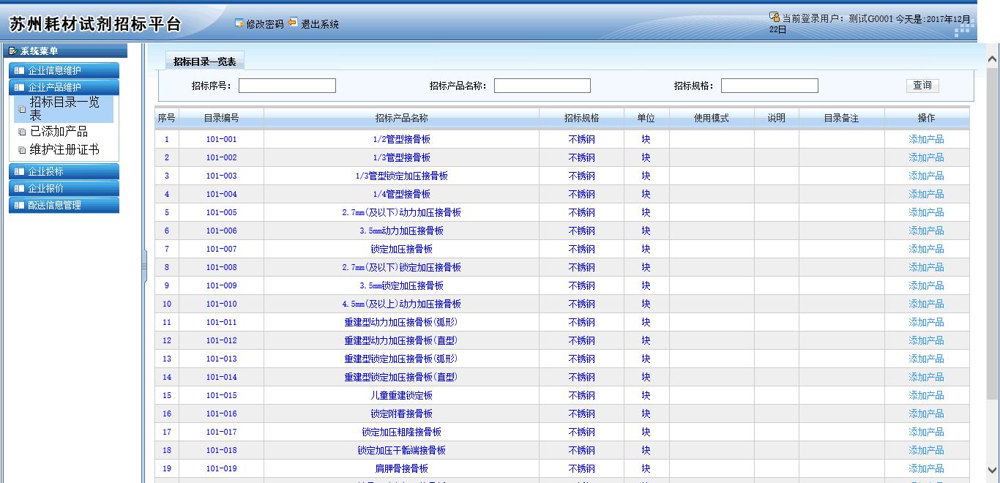 苏州耗材试剂招标平台
修改密码 退出系统
当前登录用户：测试G0001 今天是:2017年12月
22日
系统菜单
企业信息维护
企业产品维护
招标目录一览
表
已添加产品
维护注册证书
企业投标
企业报价
配送信息管理
招标目录一览表
招标序号： 招标产品名称： 招标规格： 查询
序号 目录编号 招标产品名称 招标规格 单位 使用模式 说明 目录备注 操作
1 101-001 1/2管型接骨板 不锈钢 块 添加产品
2 101-002 1/3管型接骨板 不锈钢 块 添加产品
3 101-003 1/3管型锁定加压接骨板 不锈钢 块 添加产品
4 101-004 1/4管型接骨板 不锈钢 块 添加产品
5 101-005 2.7mm(及以下)动力加压接骨板 不锈钢 块 添加产品
6 101-006 3.5mm动力加压接骨板 不锈钢 块 添加产品
7 101-007 锁定加压接骨板 不锈钢 块 添加产品
8 101-008 2.7mm(及以下)锁定加压接骨板 不锈钢 块 添加产品
9 101-009 3.5mm锁定加压接骨板 不锈钢 块 添加产品
10 101-010 4.5mm(及以上)动力加压接骨板 不锈钢 块 添加产品
11 101-011 重建型动力加压接骨板(弧形) 不锈钢 块 添加产品
12 101-012 重建型动力加压接骨板(直型) 不锈钢 块 添加产品
13 101-013 重建型锁定加压接骨板(弧形) 不锈钢 块 添加产品
14 101-014 重建型锁定加压接骨板(直型) 不锈钢 块 添加产品
15 101-015 儿童重建锁定板 不锈钢 块 添加产品
16 101-016 锁定附着接骨板 不锈钢 块 添加产品
17 101-017 锁定加压粗隆接骨板 不锈钢 块 添加产品
18 101-018 锁定加压干骺端接骨板 不锈钢 块 添加产品
19 101-019 肩胛骨接骨板 不锈钢 块 添加产品